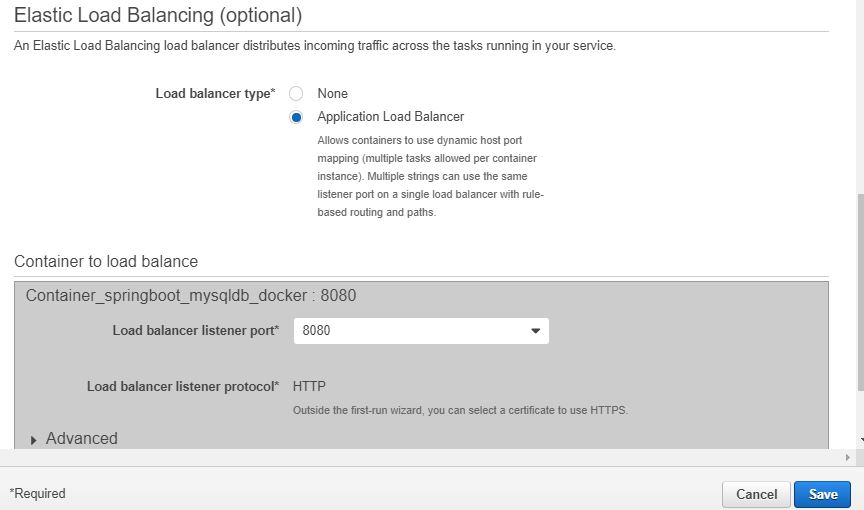 Elastic Load Balancing (optional)
An Elastic Load Balancing load balancer distributes incoming traffic across the tasks running in your service.
Load balancer type* None
Application Load Balancer
Allows containers to use dynamic host port
mapping (multiple tasks allowed per container
instance). Multiple strings can use the same
listener port on a single load balancer with rule-
based routing and paths.
Container to load balance
Container_springboot_mysqldb_docker : 8080
Load balancer listener port* 8080
Load balancer listener protocol* HTTP
Outside the first-run wizard, you can select a certificate to use HTTPS.
Advanced
*Required Cancel Save